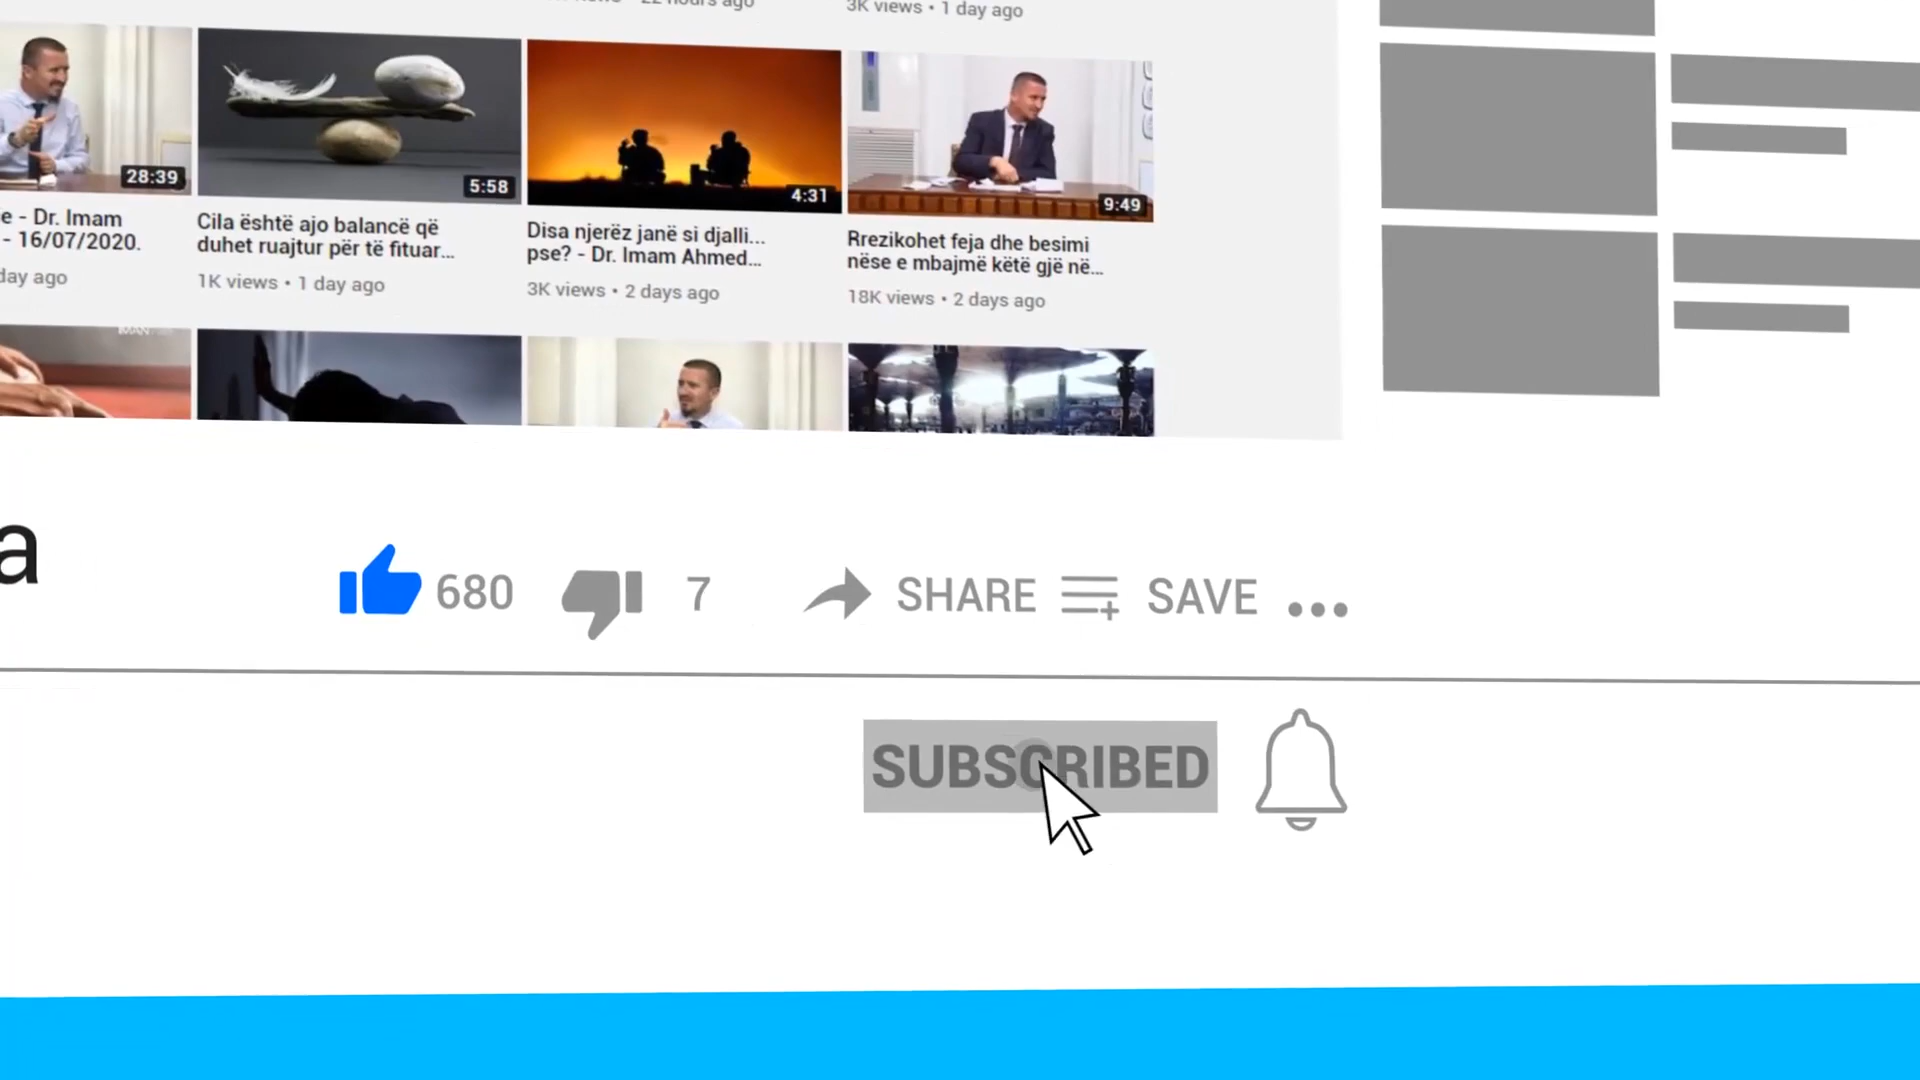 22 hours ago
3K views • 1 day ago
28:39
5:58
4:31
9:49
e - Dr. Imam
- 16/07/2020.
day ago
Cila është ajo balancë që
duhet ruajtur për të fituar...
1K views • 1 day ago
Disa njerëz janë si djalli...
pse? - Dr. Imam Ahmed...
3K views • 2 days ago
Rrezikohet feja dhe besimi
nëse e mbajmë këtë gjë në...
18K views • 2 days ago
a
680
7
SHARE
SAVE
SUBSCRIBED